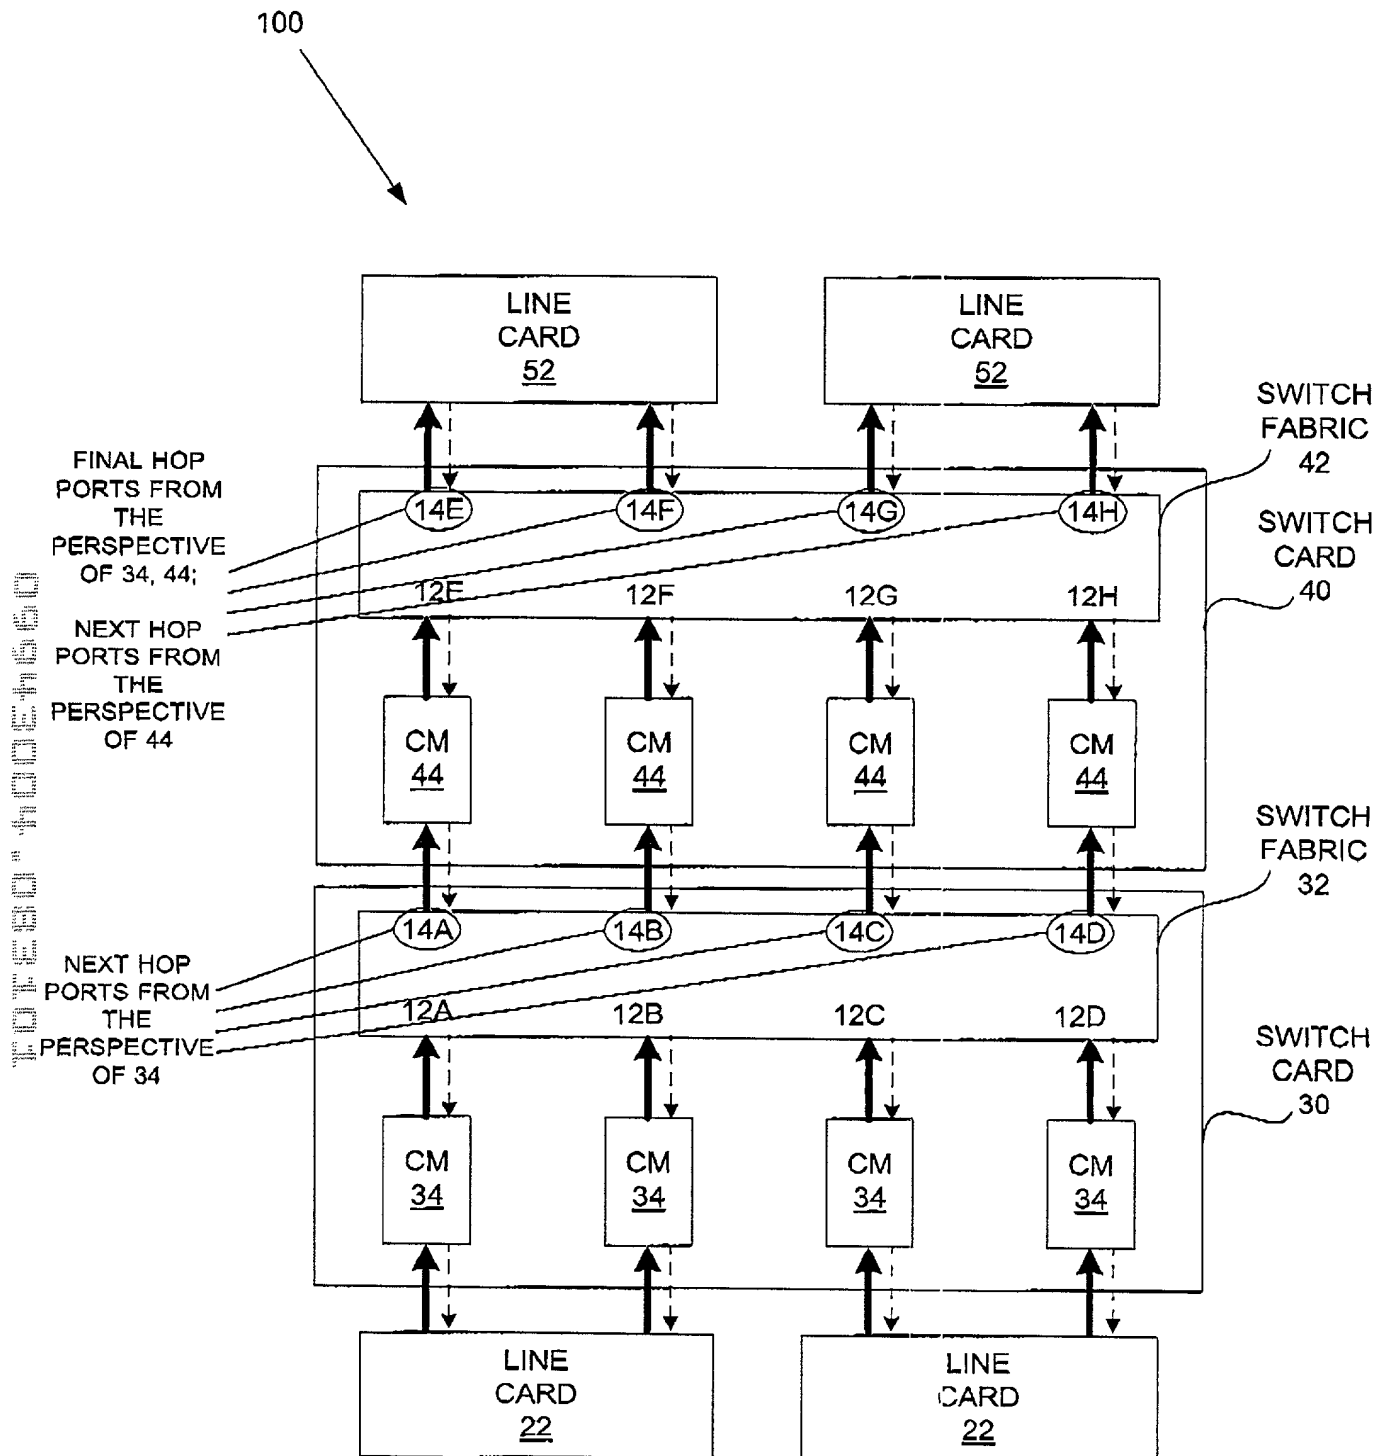 100
LINE
CARD
52
LINE
CARD
52
SWITCH
FABRIC
42
FINAL HOP
PORTS FROM
THE
PERSPECTIVE
OF 34, 44;
14E
14F
14G
14H
SWITCH
CARD
40
12E
12F
12G
12H
NEXT HOP
PORTS FROM
THE
PERSPECTIVE
OF 44
CM
44
CM
44
CM
44
CM
44
SWITCH
FABRIC
32
14A
14B
14C
14D
NEXT HOP
PORTS FROM
THE
PERSPECTIVE
OF 34
12A
12B
12C
12D
SWITCH
CARD
30
CM
34
CM
34
CM
34
CM
34
LINE
CARD
22
LINE
CARD
22